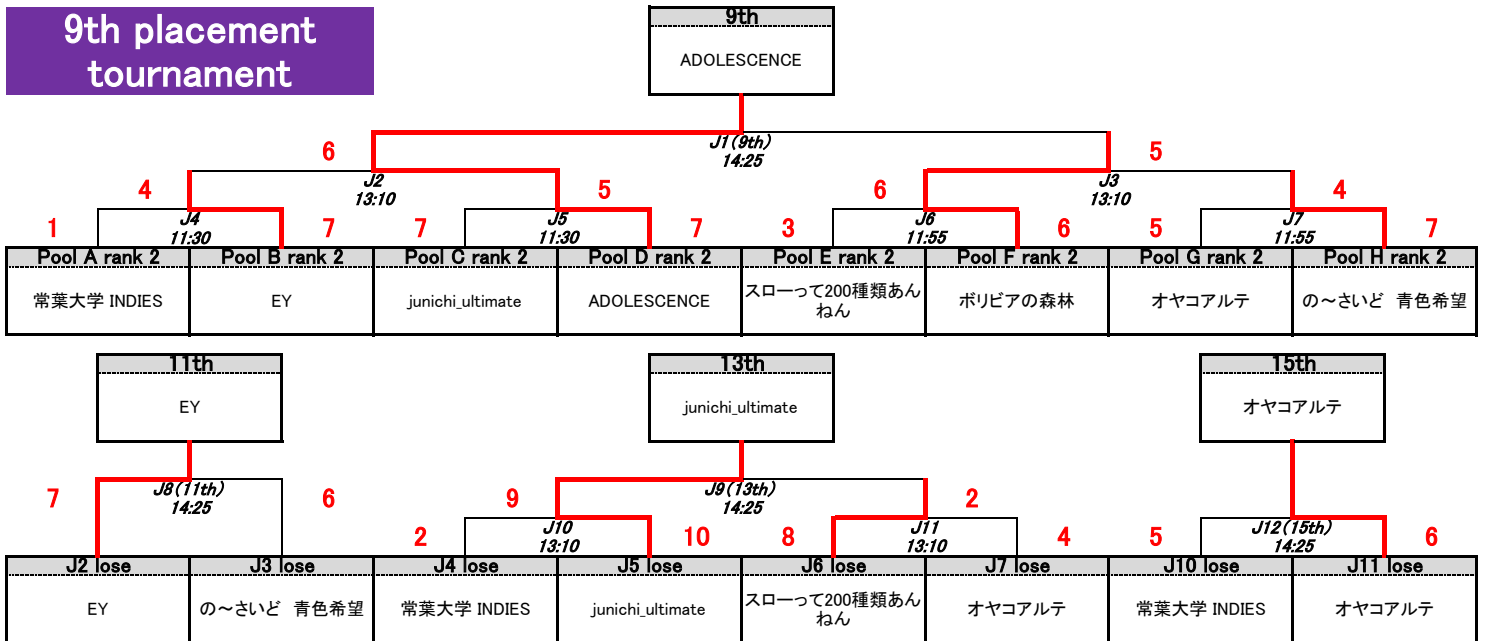 9th placement
tournament
9th
ADOLESCENCE
J1(9th)
14:25
6
5
J2
13:10
J3
13:10
4
5
6
4
J4
11:30
J5
11:30
J6
11:55
J7
11:55
1
7
7
7
3
6
5
7
Pool A rank 2
Pool B rank 2
Pool C rank 2
Pool D rank 2
Pool E rank 2
Pool F rank 2
Pool G rank 2
Pool H rank 2
常葉大学 INDIES
EY
junichi_ultimate
ADOLESCENCE
スローって200種類あん
ねん
ボリビアの森林
オヤコアルテ
の～さいど 青色希望
11th
13th
15th
EY
junichi_ultimate
オヤコアルテ
7
J8(11th)
14:25
6
9
J9(13th)
14:25
2
2
J10
13:10
10
8
J11
13:10
4
5
J12(15th)
14:25
6
J2 lose
J3 lose
J4 lose
J5 lose
J6 lose
J7 lose
J10 lose
J11 lose
EY
の～さいど 青色希望
常葉大学 INDIES
junichi_ultimate
スローって200種類あん
ねん
オヤコアルテ
常葉大学 INDIES
オヤコアルテ